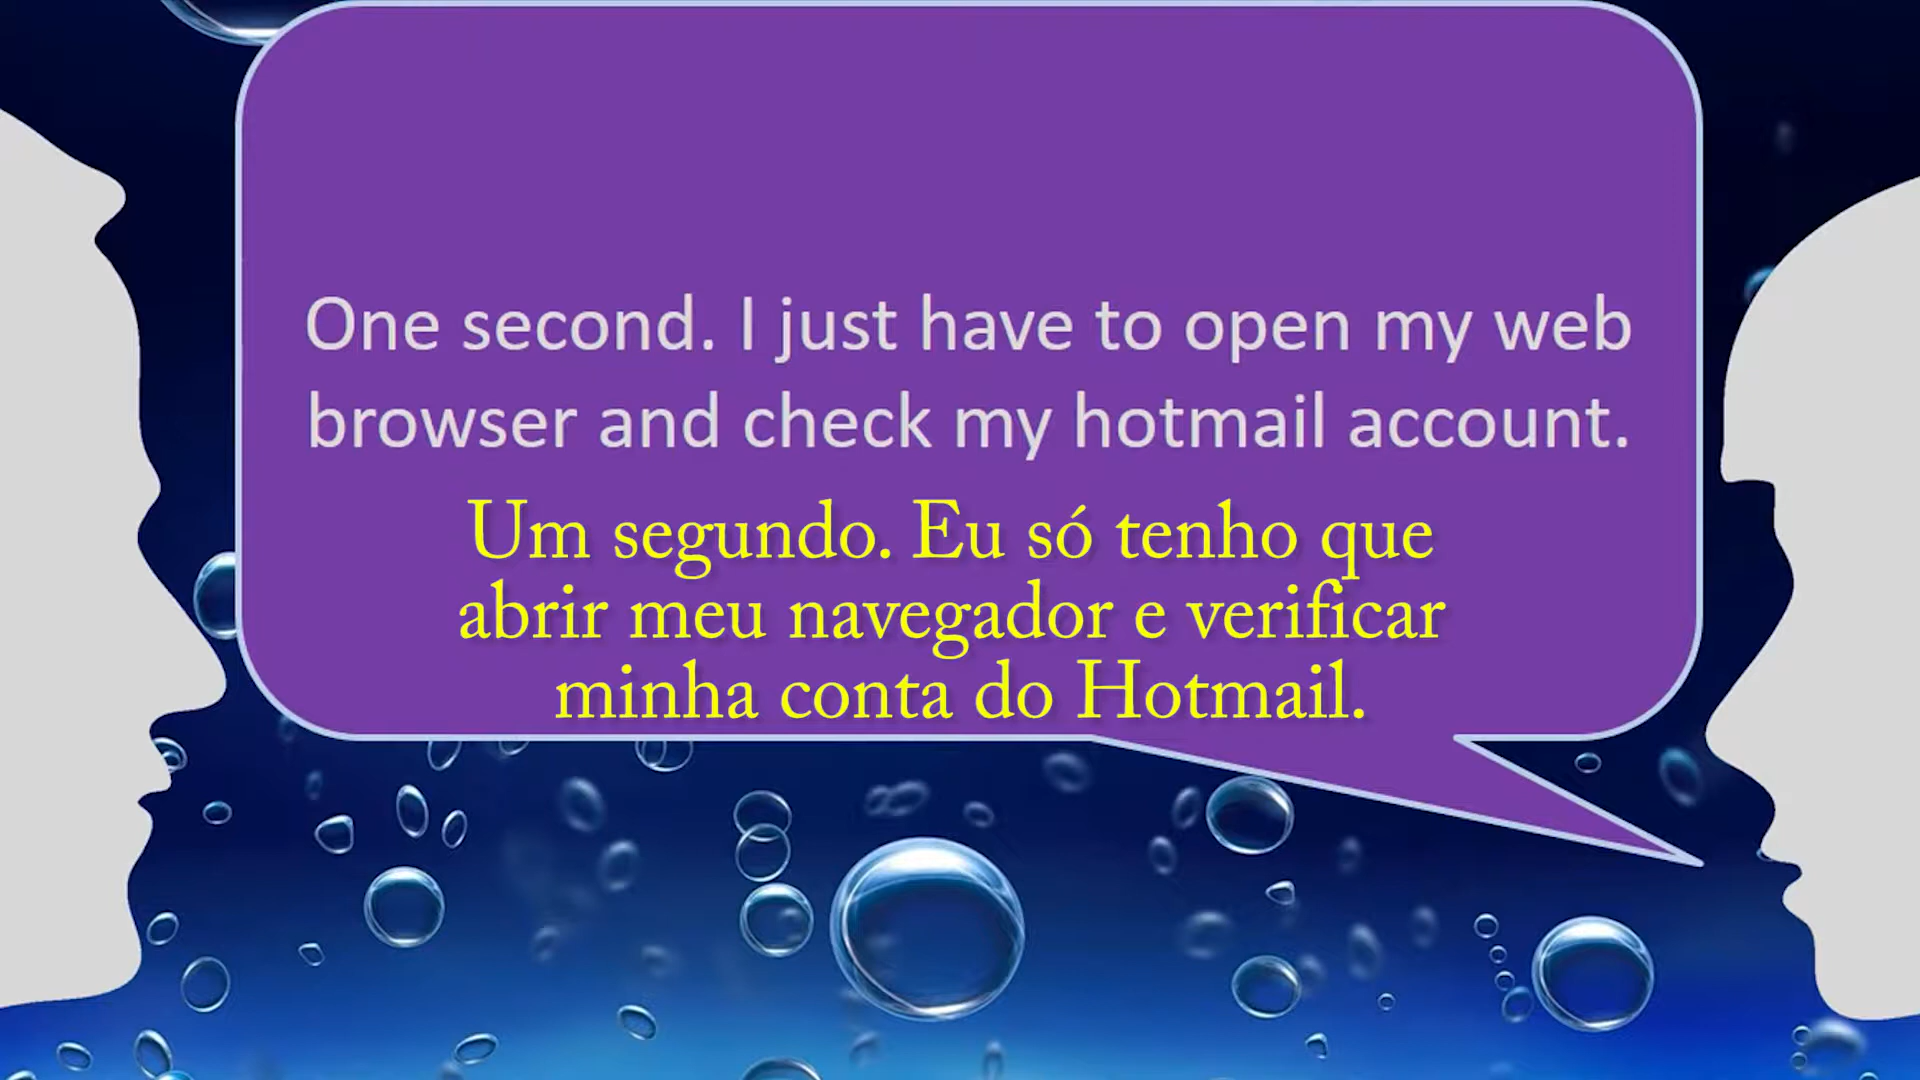 One second. I just have to open my web
browser and check my hotmail account.
Um segundo. Eu só tenho que
abrir meu navegador e verificar
minha conta do Hotmail.